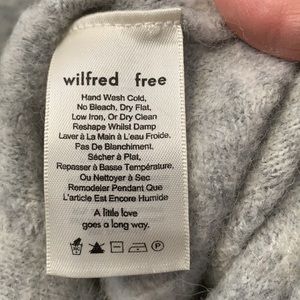 wilfred free
Hand Wash Cold,
No Bleach, Dry Flat,
Low Iron, Or Dry Clean
Reshape Whilst Damp
Laver À La Main À L'eau Froide.
Pas De Blanchiment.
Sécher à Plat,
Repasser à Basse Température,
Ou Nettoyer à Sec
Remodeler Pendant Que
L'article Est Encore Humide
A little love
goes a long way.
P